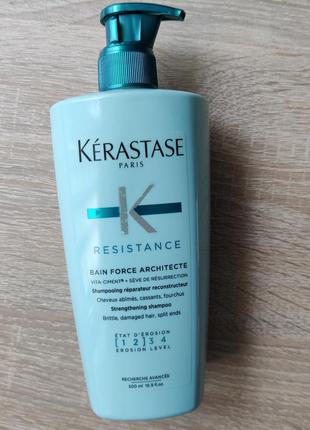 KÉRASTASE
PARIS
K
RESISTANCE
BAIN FORCE ARCHITECTE
VITA-CIMENT® + SÈVE DE RÉSURRECTION
Shampooing réparateur reconstructeur
Cheveux abîmés, cassants, fourchus
Strengthening shampoo
Brittle, damaged hair, split ends
ÉTAT D'ÉROSION
[1 2] 3 4
EROSION LEVEL
RECHERCHE AVANCÉE
500 ml 16.9 fl.oz